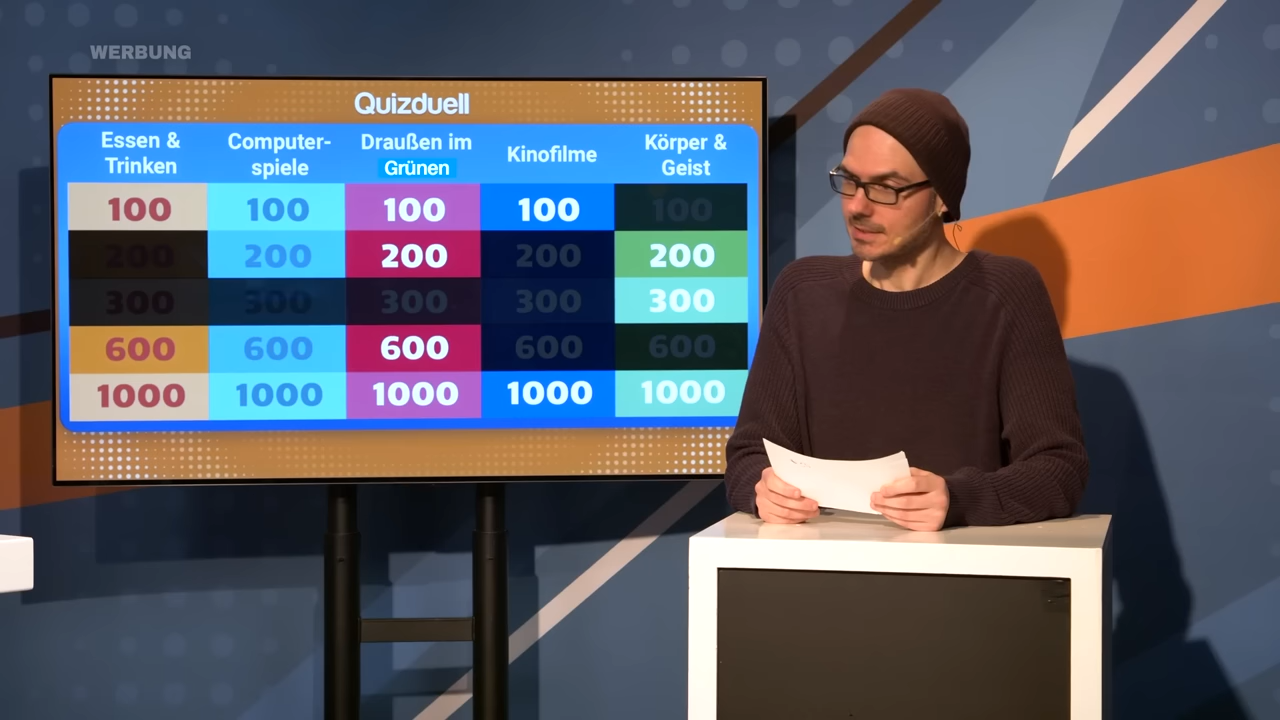 WERBUNG
Quizduell
Essen & Trinken
Computer-spiele
Draußen im Grünen
Kinofilme
Körper & Geist
100 100 100 100 100
200 200 200 200 200
300 300 300 300 300
600 600 600 600 600
1000 1000 1000 1000 1000